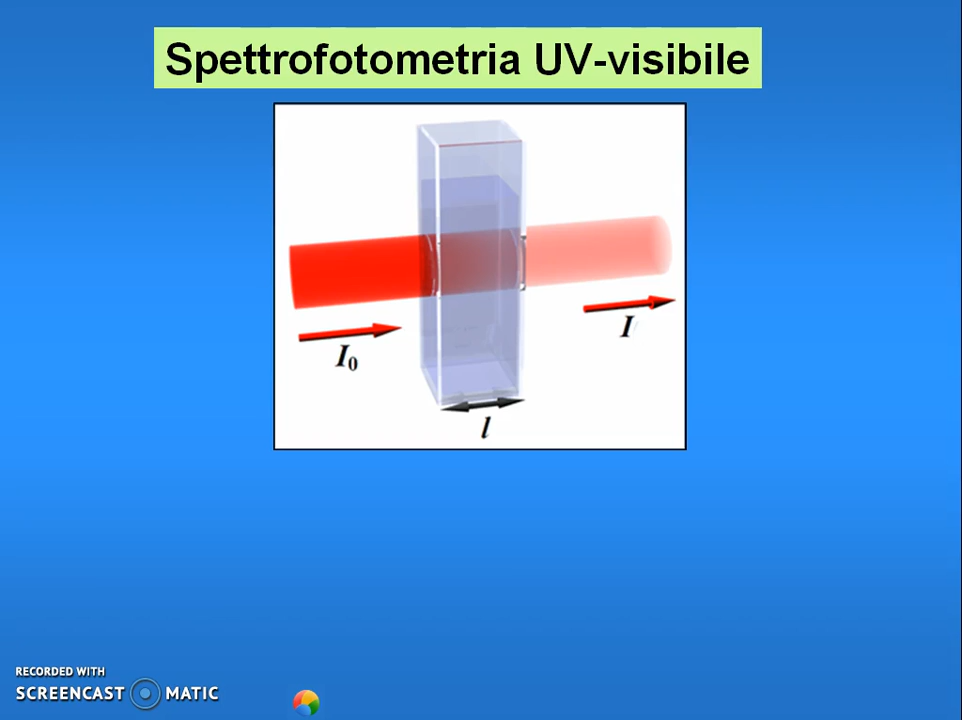 Spettrofotometria UV-visibile
I₀
I
l
RECORDED WITH
SCREENCAST MATIC